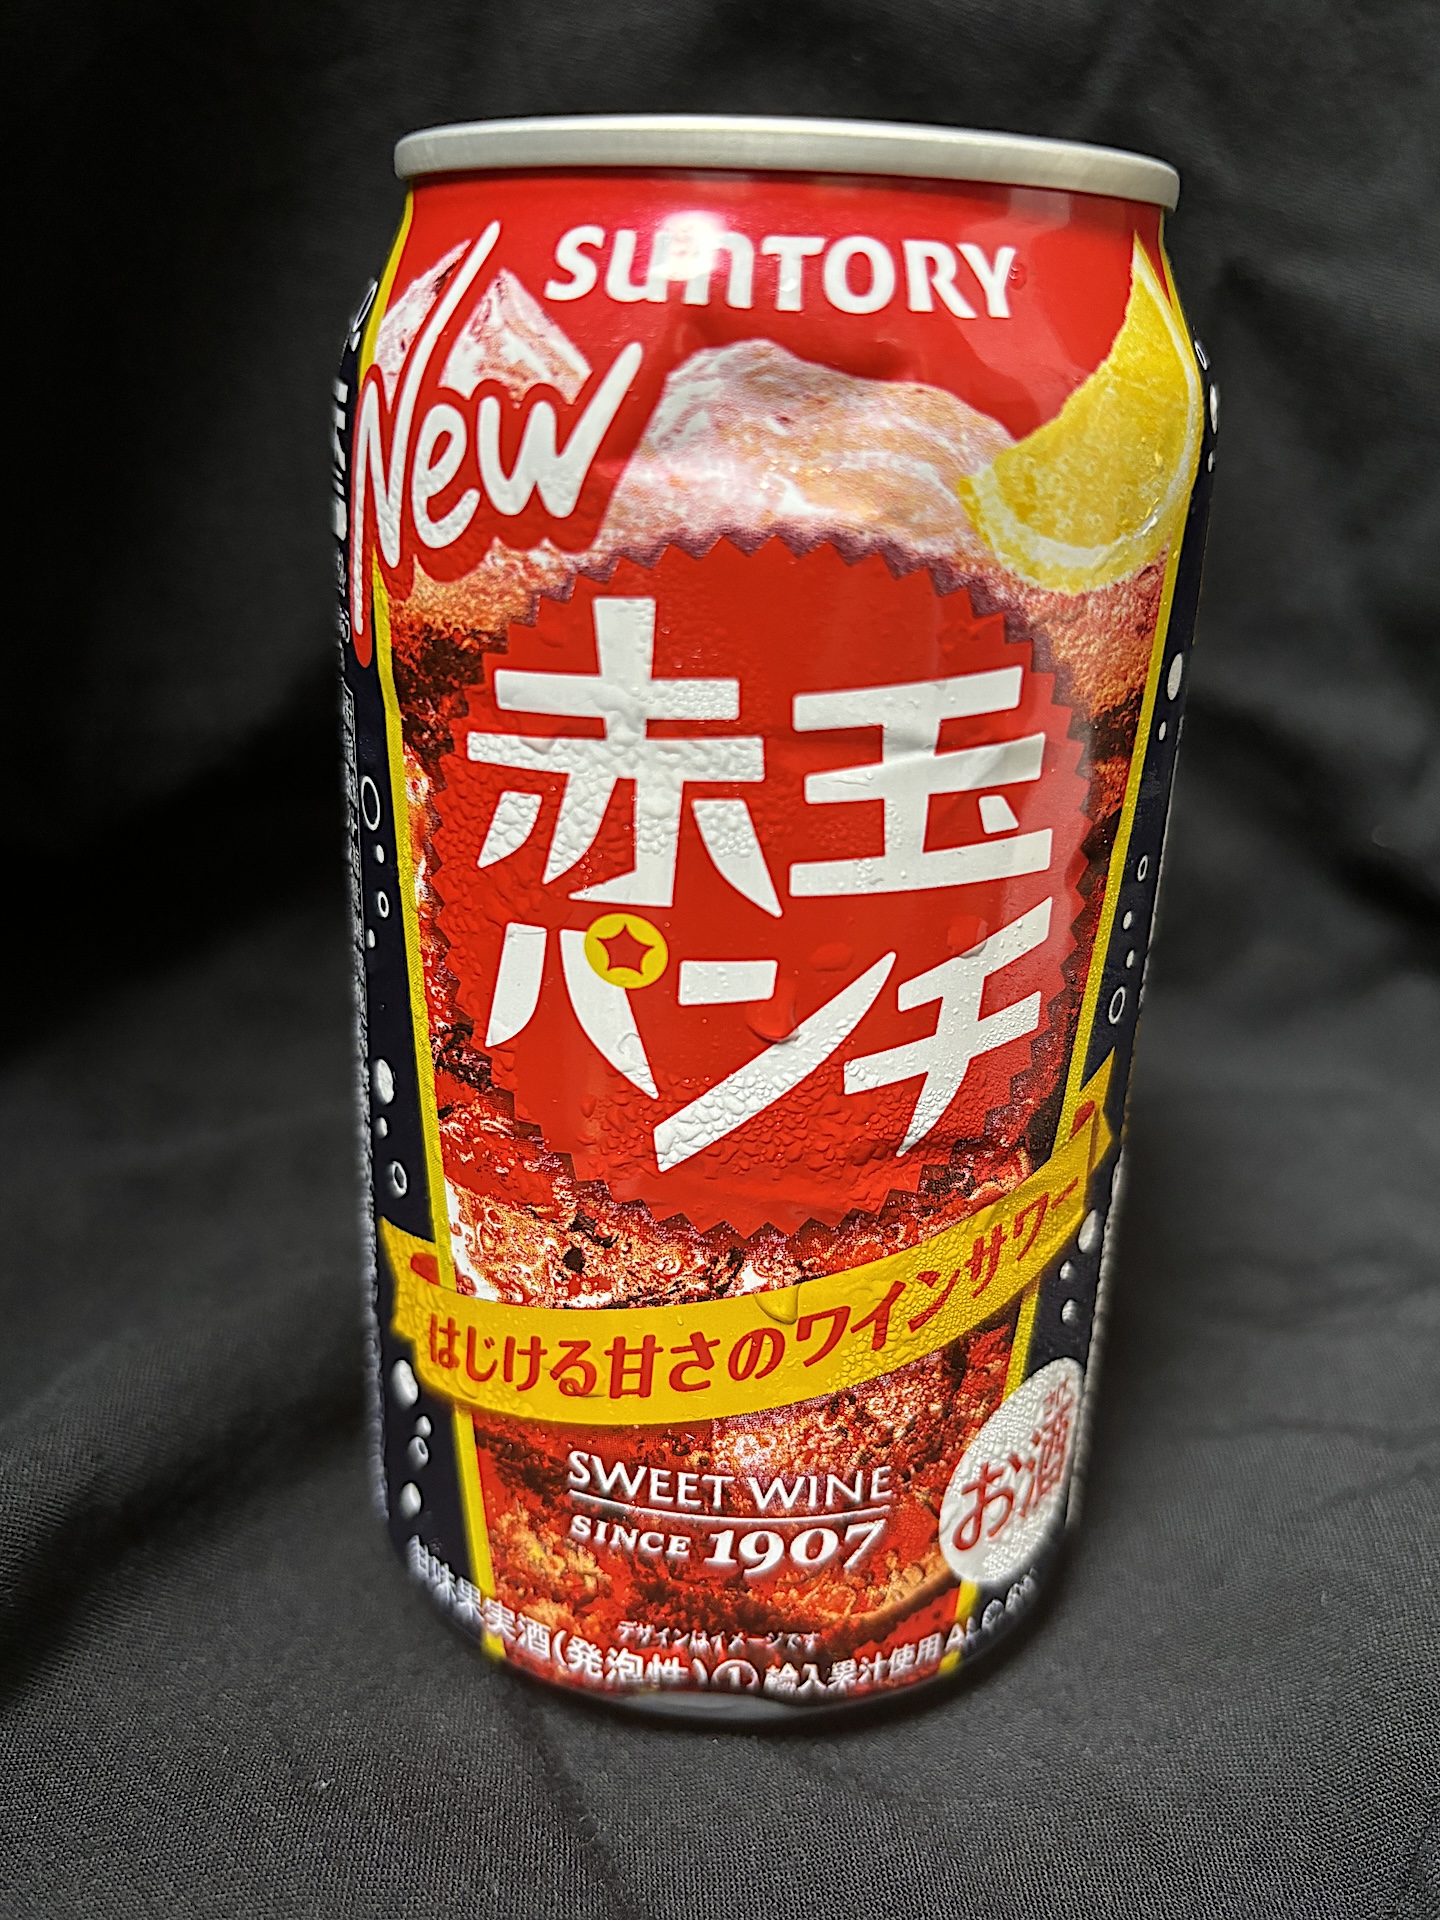 SUNTORY
New
赤玉
パンチ
はじける甘さのワインサワー
SWEET WINE
SINCE 1907
お酒
デザインはイメージです
甘味果実酒(発泡性)① 輸入果汁使用